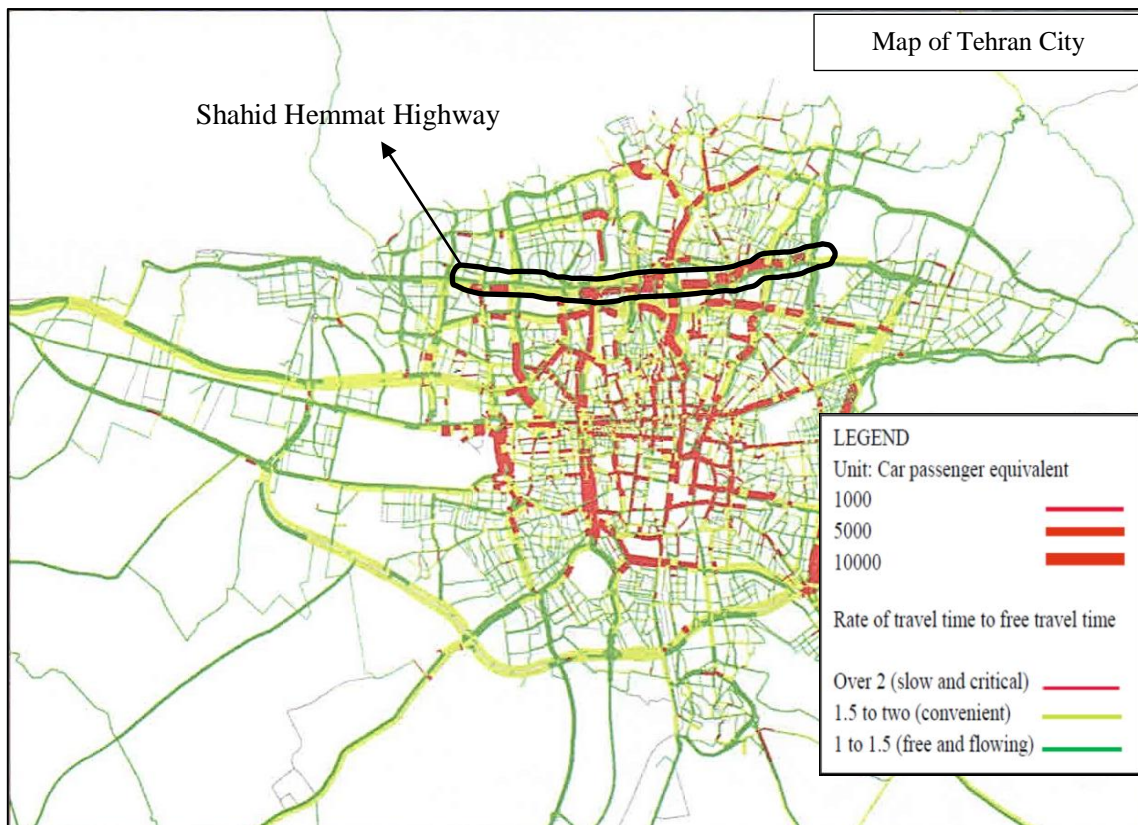 Map of Tehran City
Shahid Hemmat Highway
LEGEND
Unit: Car passenger equivalent
1000
5000
10000
Rate of travel time to free travel time
Over 2 (slow and critical)
1.5 to two (convenient)
1 to 1.5 (free and flowing)